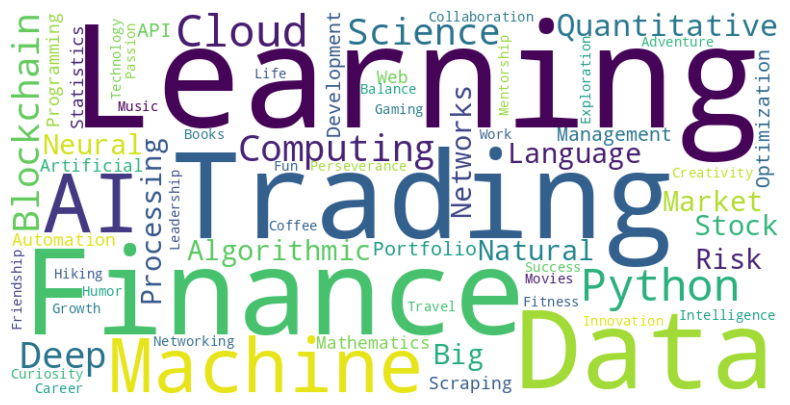 Learning
Trading
Finance
Data
Machine
AI
Cloud
Science
Quantitative
Blockchain
Python
Computing
Deep
Neural
Natural
Algorithmic
Processing
Networks
Language
Market
Stock
Risk
Big
Portfolio
Development
Management
Optimization
Statistics
Programming
Technology
Passion
API
Collaboration
Adventure
Web
Balance
Gaming
Life
Music
Books
Mentorship
Exploration
Work
Artificial
Automation
Fun
Perseverance
Leadership
Coffee
Creativity
Friendship
Hiking
Humor
Growth
Success
Movies
Travel
Fitness
Innovation
Intelligence
Networking
Mathematics
Scraping
Curiosity
Career